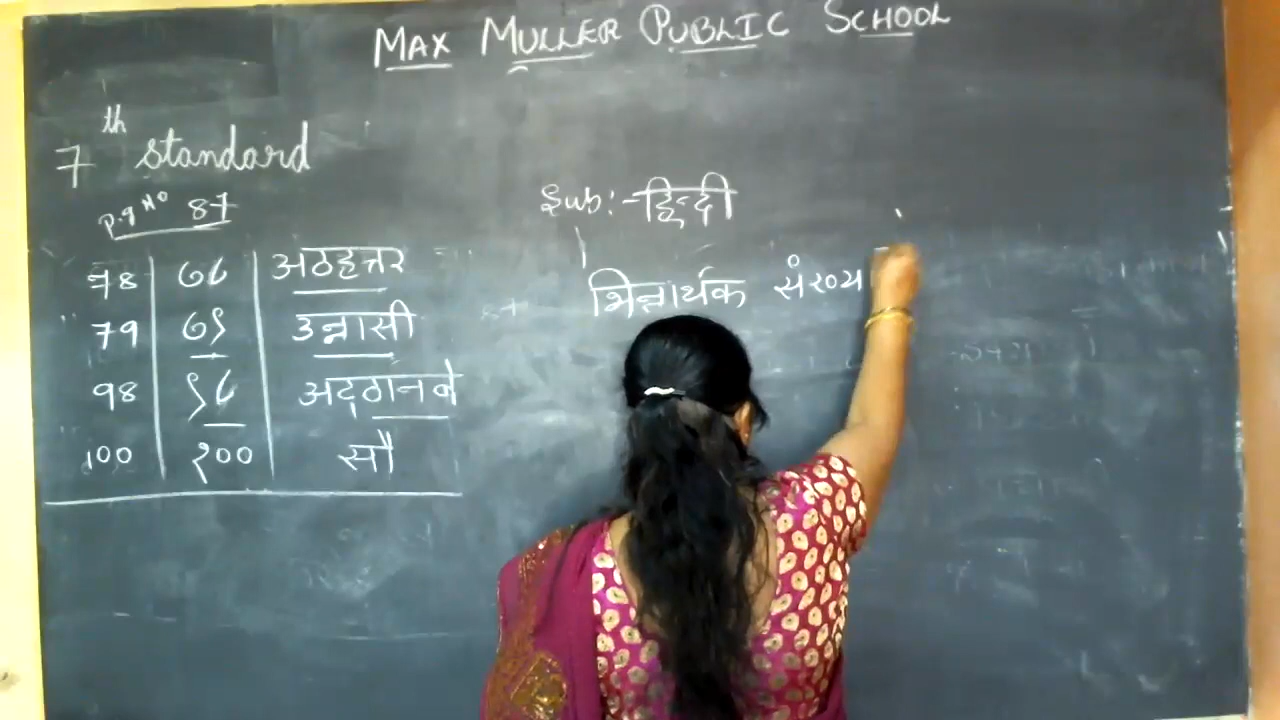 MAX MULLER PUBLIC SCHOOL
7th standard
P.g No 87
Sub:- हिन्दी
भिन्नार्थक संख्य
78 ७८ अठहत्तर
79 ७९ उन्नासी
98 ९८ अट्ठानवे
100 १०० सौ